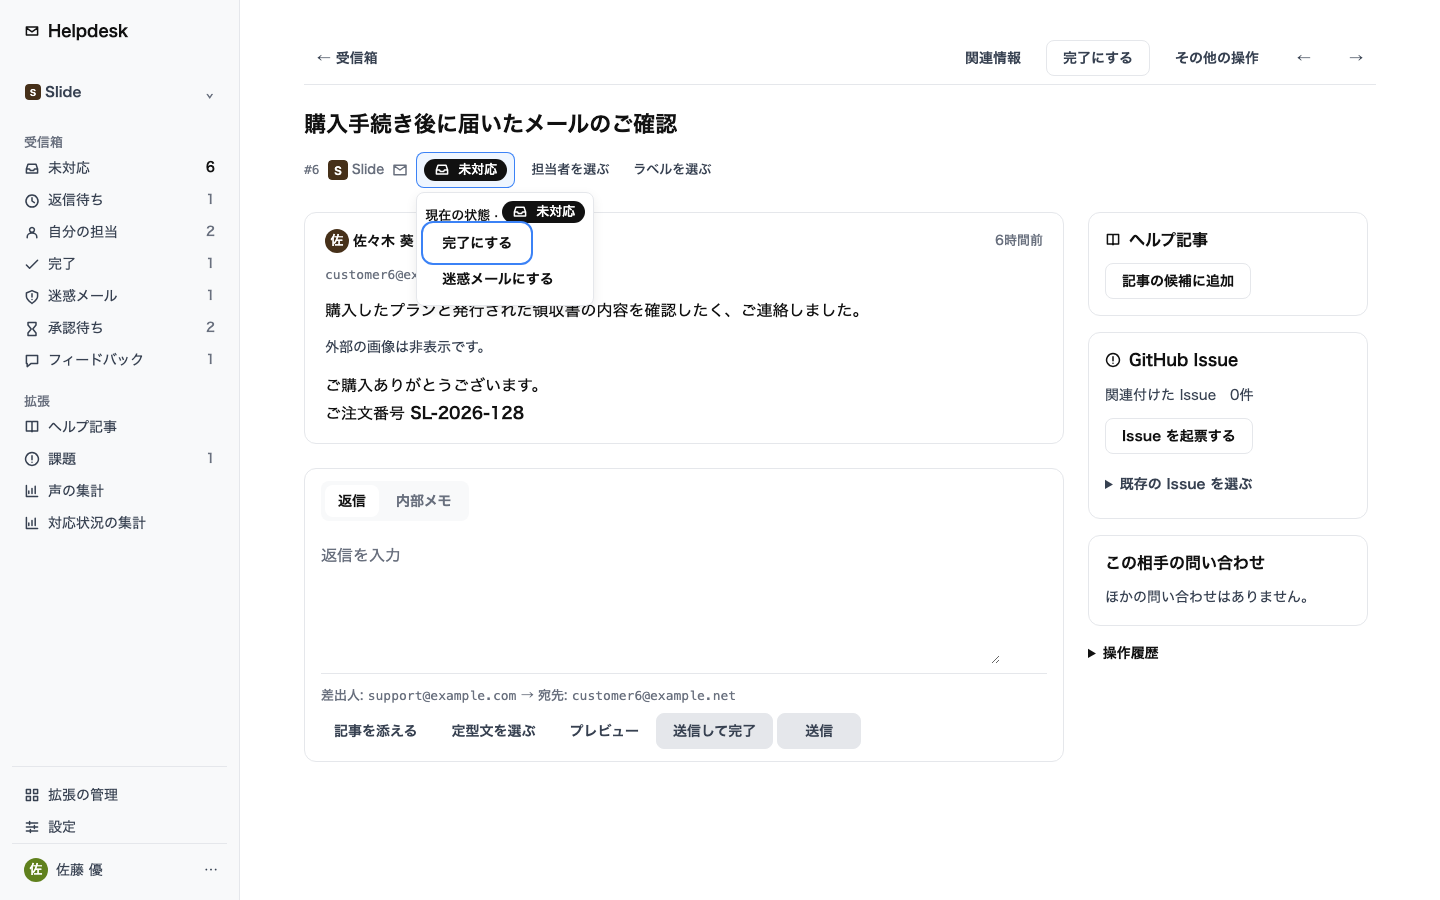 Helpdesk
S Slide
受信箱
未対応 6
返信待ち 1
自分の担当 2
完了 1
迷惑メール 1
承認待ち 2
フィードバック 1
拡張
ヘルプ記事
課題 1
声の集計
対応状況の集計
拡張の管理
設定
佐 佐藤 優 …
← 受信箱 関連情報 完了にする その他の操作 ← →
購入手続き後に届いたメールのご確認
#6 S Slide 未対応 担当者を選ぶ ラベルを選ぶ
現在の状態 · 未対応
完了にする
迷惑メールにする
佐 佐々木 葵 6時間前
customer6@ex
購入したプランと発行された領収書の内容を確認したく、ご連絡しました。
外部の画像は非表示です。
ご購入ありがとうございます。
ご注文番号 SL-2026-128
返信 内部メモ
返信を入力
差出人: support@example.com → 宛先: customer6@example.net
記事を添える 定型文を選ぶ プレビュー 送信して完了 送信
ヘルプ記事
記事の候補に追加
GitHub Issue
関連付けた Issue 0件
Issue を起票する
▶ 既存の Issue を選ぶ
この相手の問い合わせ
ほかの問い合わせはありません。
▶ 操作履歴